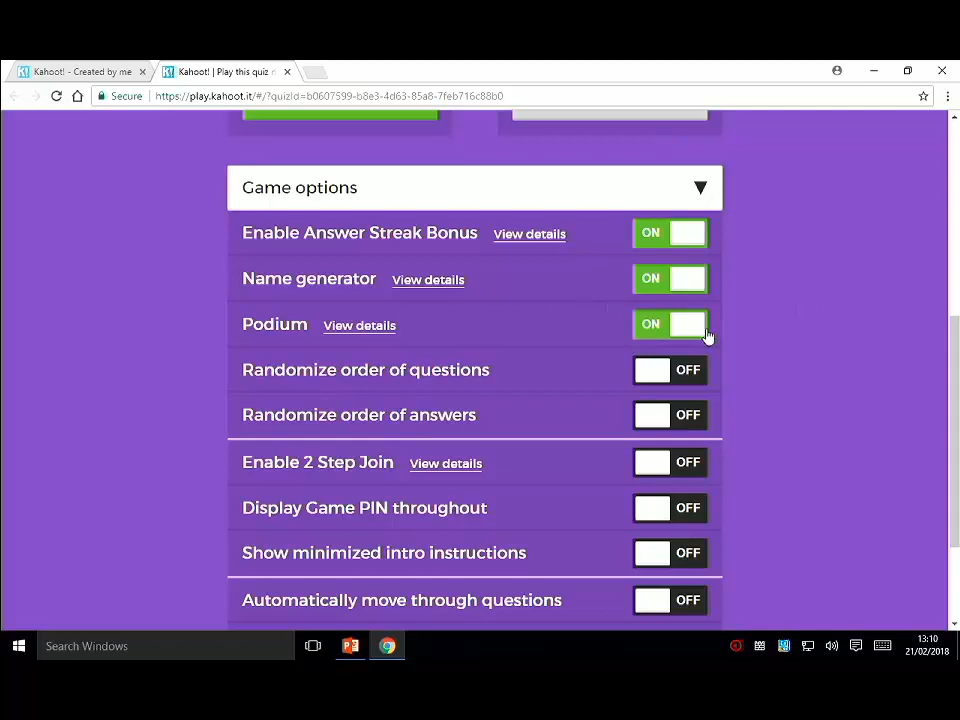 Kahoot! - Created by me
Kahoot! | Play this quiz
Secure
https://play.kahoot.it/#/?quizId=b0607599-b8e3-4d63-85a8-7feb716c88b0
Game options
Enable Answer Streak Bonus View details ON
Name generator View details ON
Podium View details ON
Randomize order of questions OFF
Randomize order of answers OFF
Enable 2 Step Join View details OFF
Display Game PIN throughout OFF
Show minimized intro instructions OFF
Automatically move through questions OFF
Search Windows
13:10
21/02/2018